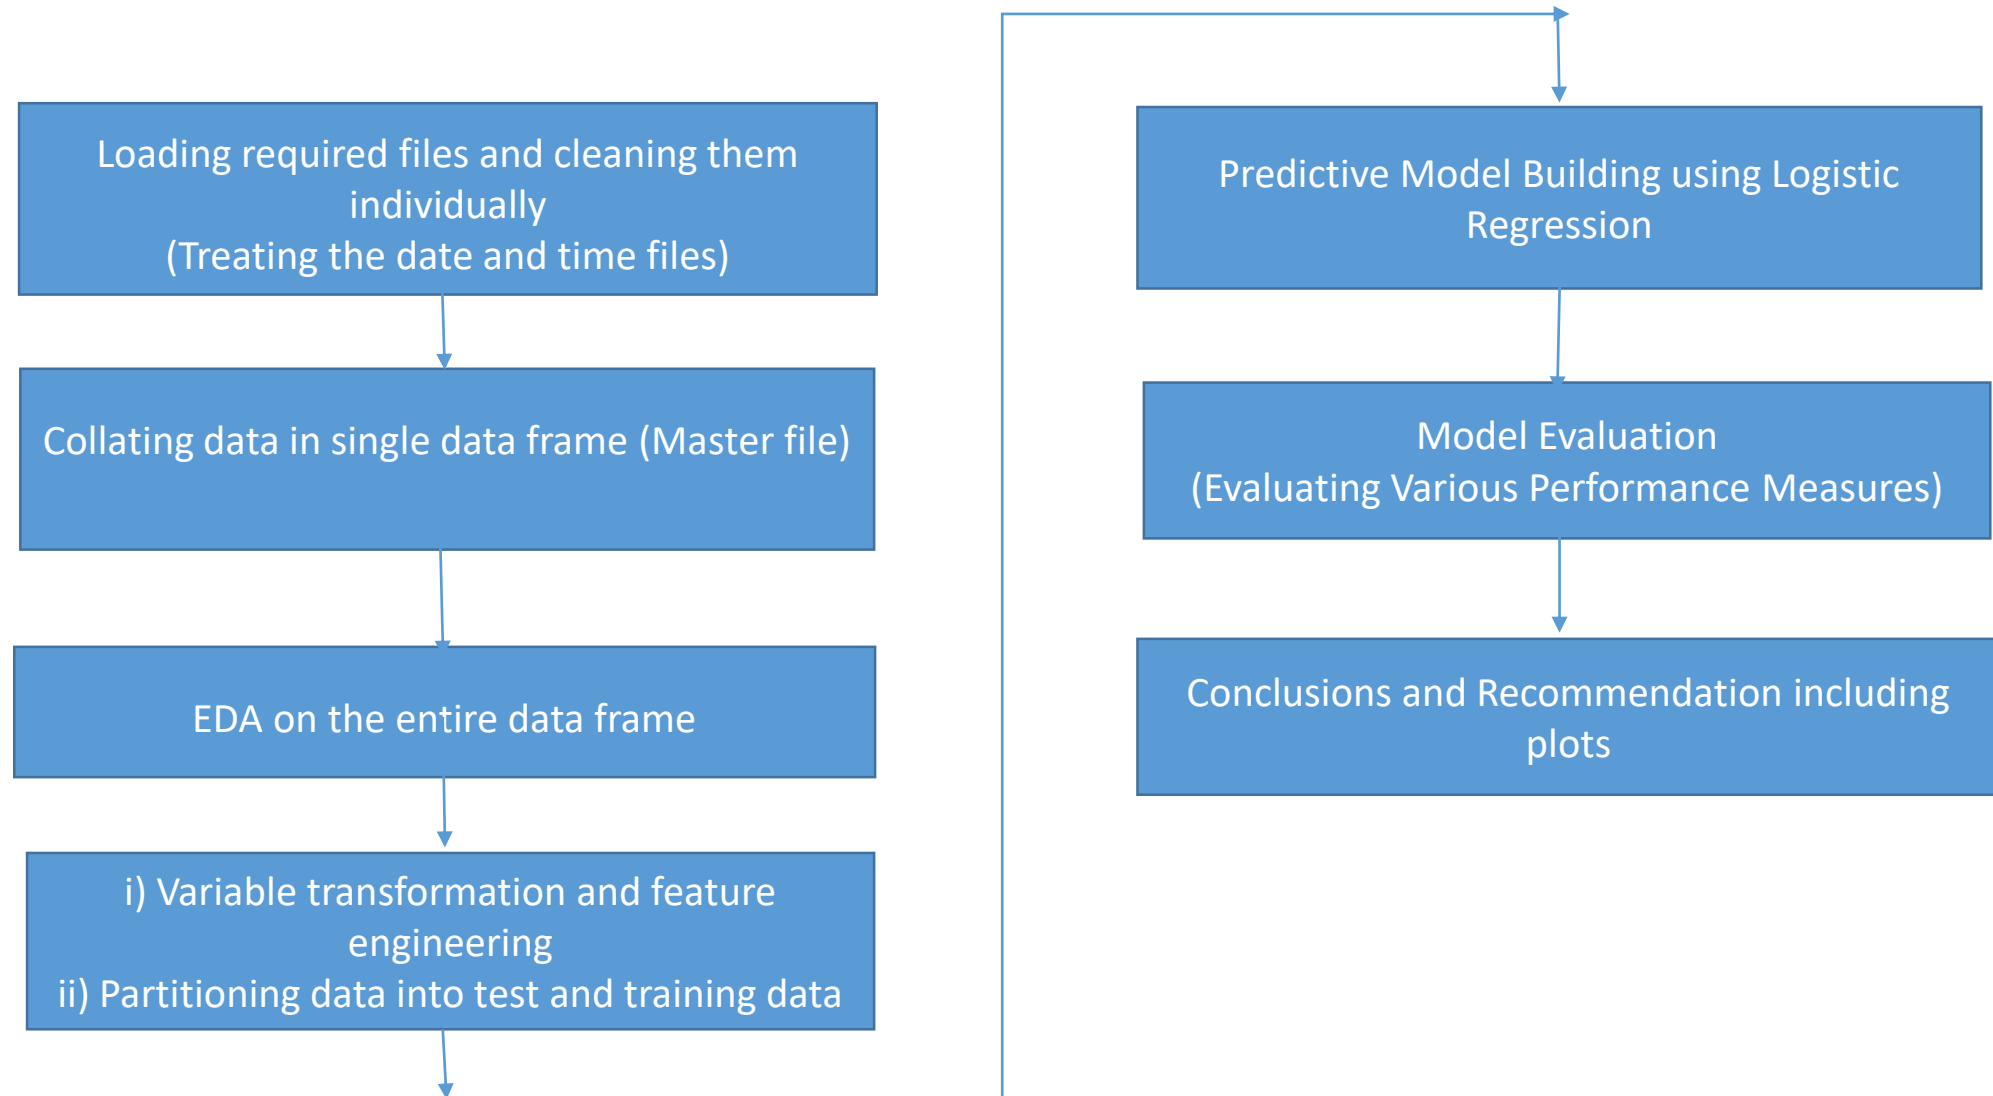 Loading required files and cleaning them
individually
(Treating the date and time files)
Collating data in single data frame (Master file)
EDA on the entire data frame
i) Variable transformation and feature
engineering
ii) Partitioning data into test and training data
Predictive Model Building using Logistic
Regression
Model Evaluation
(Evaluating Various Performance Measures)
Conclusions and Recommendation including
plots